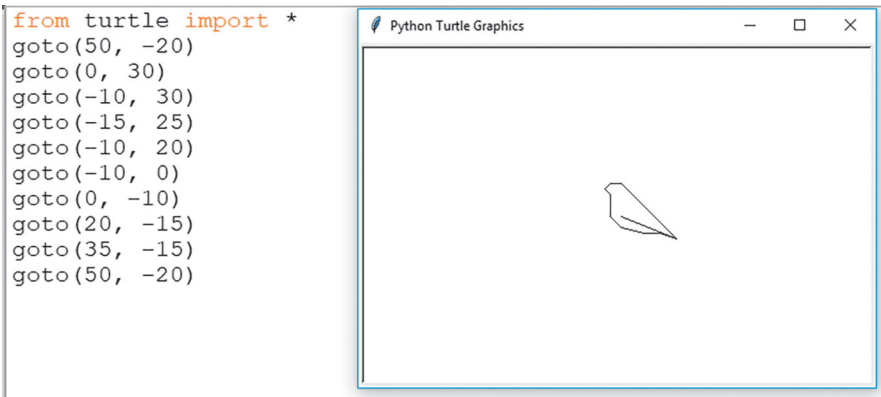 from turtle import *
goto(50, -20)
goto(0, 30)
goto(-10, 30)
goto(-15, 25)
goto(-10, 20)
goto(-10, 0)
goto(0, -10)
goto(20, -15)
goto(35, -15)
goto(50, -20)
Python Turtle Graphics